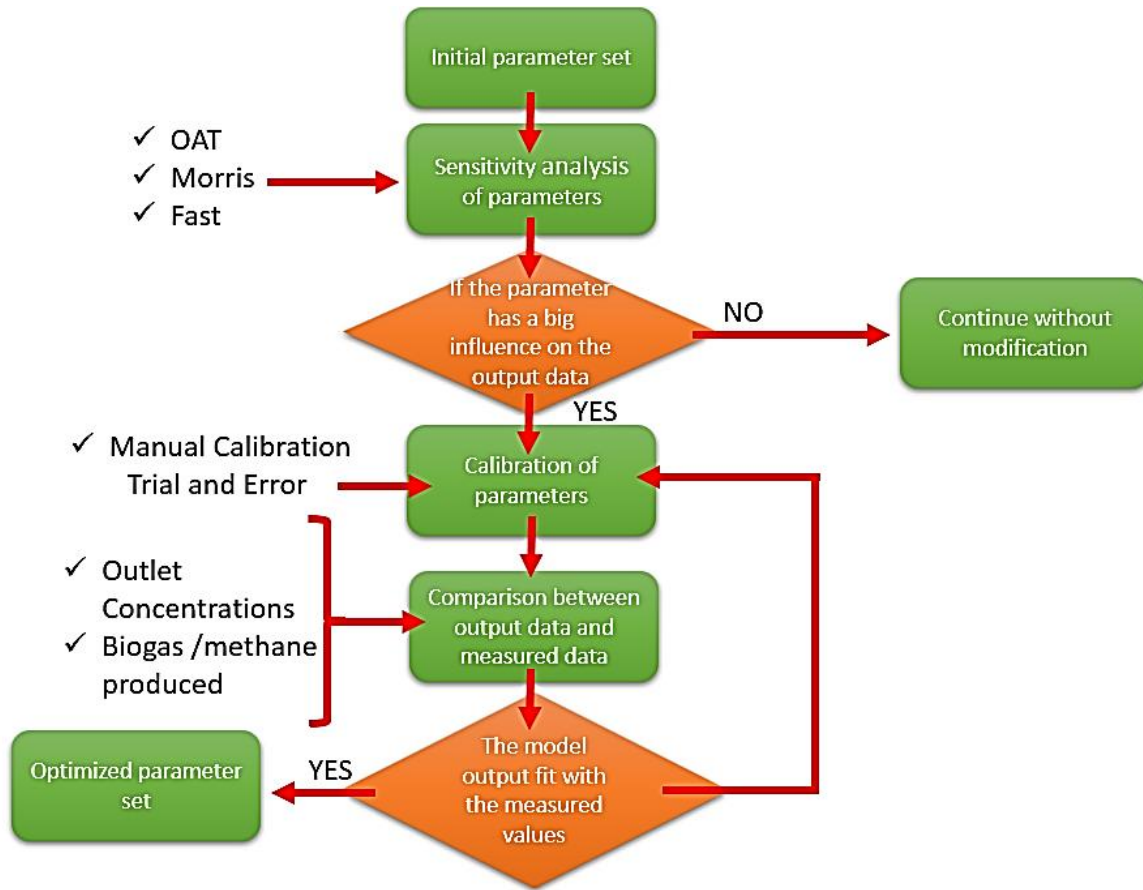 Initial parameter set
✓ OAT
✓ Morris
✓ Fast
Sensitivity analysis
of parameters
If the parameter
has a big
influence on the
output data
NO
Continue without
modification
YES
✓ Manual Calibration
Trial and Error
Calibration of
parameters
✓ Outlet
Concentrations
✓ Biogas /methane
produced
Comparison between
output data and
measured data
The model
output fit with
the measured
values
YES
Optimized parameter
set